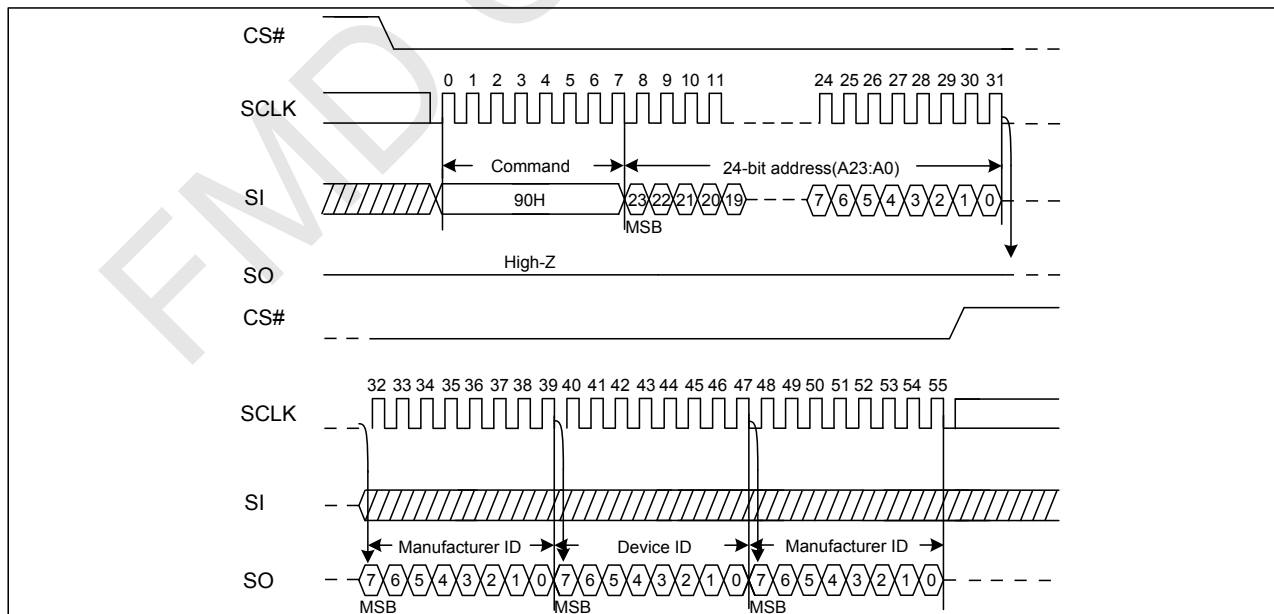 FMD
CS#
0 1 2 3 4 5 6 7 8 9 10 11 24 25 26 27 28 29 30 31
SCLK
Command 24-bit address(A23:A0)
SI 90H 23 22 21 20 19 7 6 5 4 3 2 1 0
MSB
High-Z
SO
CS#
32 33 34 35 36 37 38 39 40 41 42 43 44 45 46 47 48 49 50 51 52 53 54 55
SCLK
SI
Manufacturer ID Device ID Manufacturer ID
SO 7 6 5 4 3 2 1 0 7 6 5 4 3 2 1 0 7 6 5 4 3 2 1 0
MSB MSB MSB